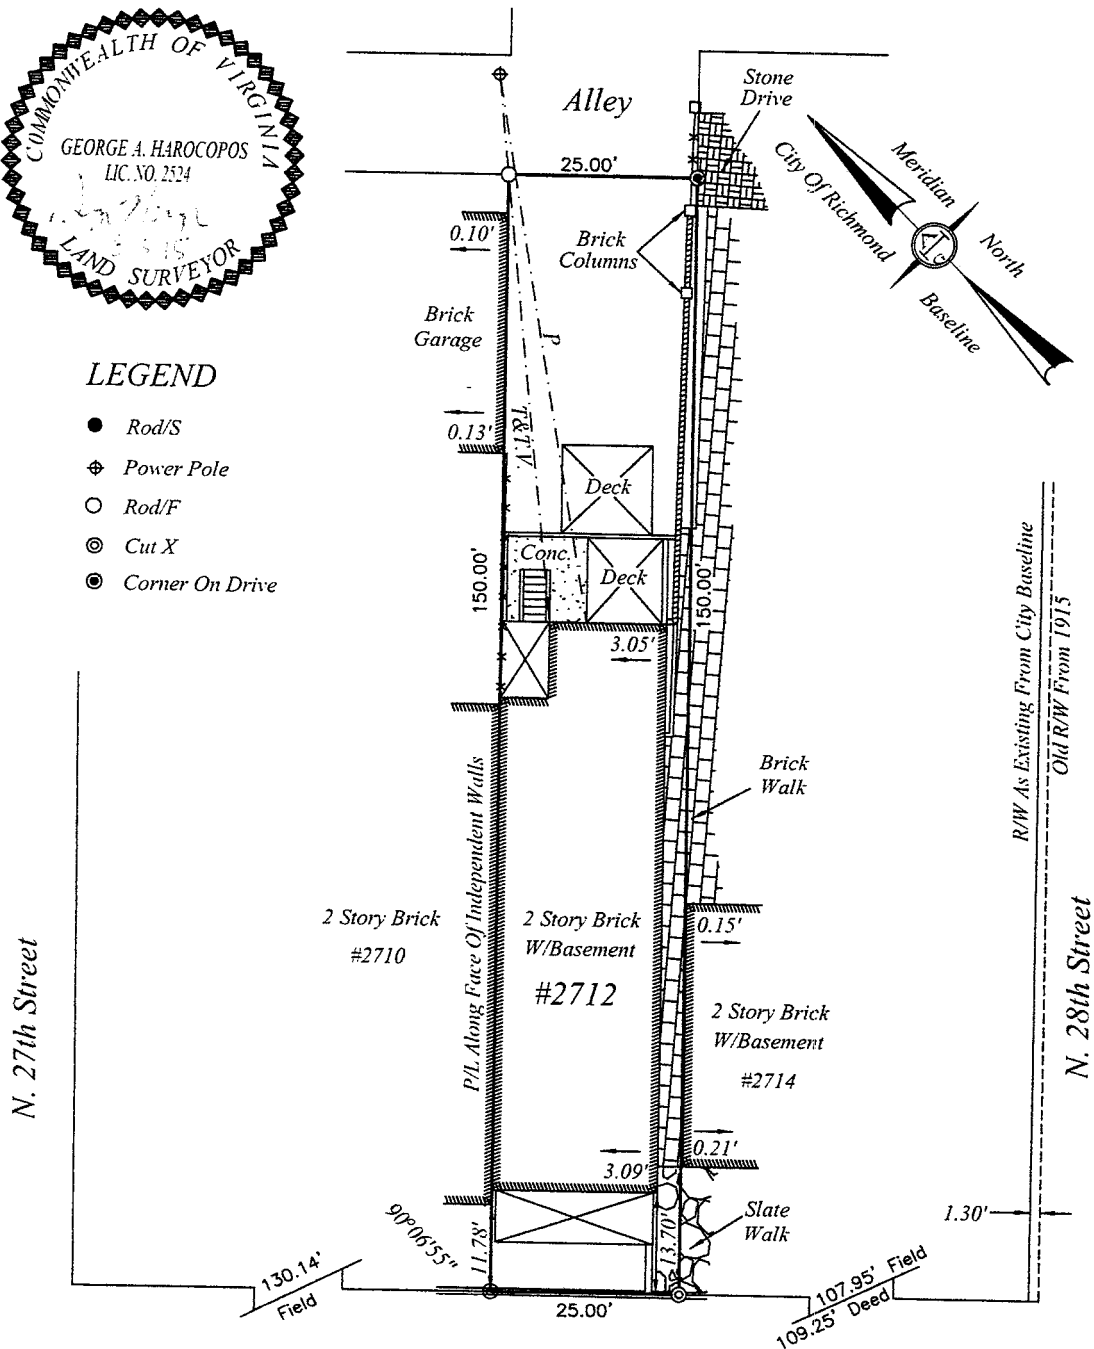 COMMONWEALTH OF VIRGINIA
GEORGE A. HAROCOPOS
LIC. NO. 2524
LAND SURVEYOR
Alley
Stone
Drive
25.00'
City Of Richmond
Meridian
North
Baseline
0.10'
Brick
Columns
Brick
Garage
P
T&T.V.
0.13'
LEGEND
Rod/S
Power Pole
Rod/F
Cut X
Corner On Drive
Deck
Conc.
Deck
150.00'
150.00'
3.05'
R/W As Existing From City Baseline
Old R/W From 1915
Brick
Walk
P/L Along Face Of Independent Walls
2 Story Brick
#2710
2 Story Brick
W/Basement
#2712
0.15'
2 Story Brick
W/Basement
#2714
0.21'
3.09'
N. 27th Street
N. 28th Street
90°06'55"
11.78'
13.70'
Slate
Walk
1.30'
130.14'
Field
25.00'
107.95' Field
109.25' Deed